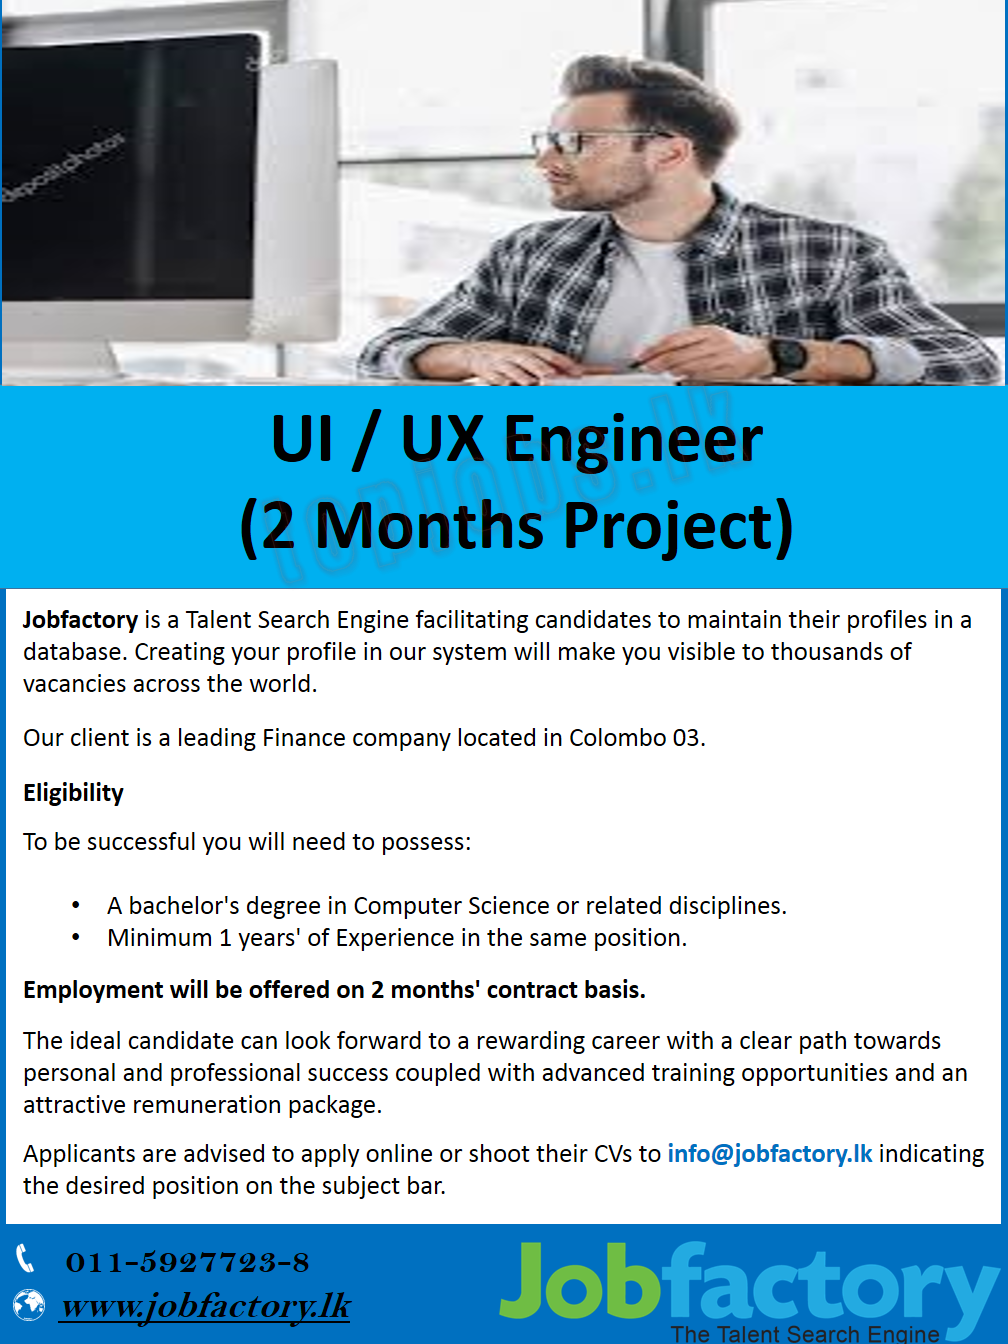 depositphotos
UI / UX Engineer
(2 Months Project)
topjobs.lk
Jobfactory is a Talent Search Engine facilitating candidates to maintain their profiles in a
database. Creating your profile in our system will make you visible to thousands of
vacancies across the world.
Our client is a leading Finance company located in Colombo 03.
Eligibility
To be successful you will need to possess:
• A bachelor's degree in Computer Science or related disciplines.
• Minimum 1 years' of Experience in the same position.
Employment will be offered on 2 months' contract basis.
The ideal candidate can look forward to a rewarding career with a clear path towards
personal and professional success coupled with advanced training opportunities and an
attractive remuneration package.
Applicants are advised to apply online or shoot their CVs to info@jobfactory.lk indicating
the desired position on the subject bar.
011-5927723-8
www.jobfactory.lk
Jobfactory
The Talent Search Engine